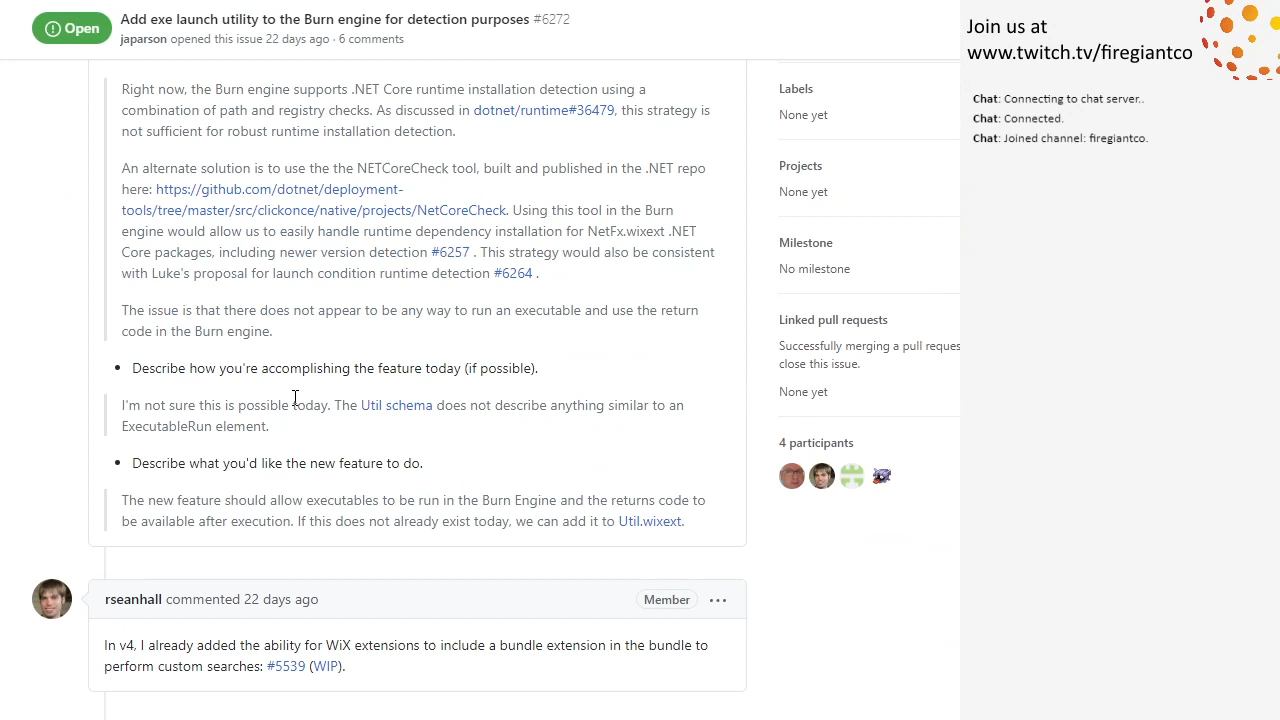 Open
Add exe launch utility to the Burn engine for detection purposes #6272
japarson opened this issue 22 days ago · 6 comments
Right now, the Burn engine supports .NET Core runtime installation detection using a
combination of path and registry checks. As discussed in dotnet/runtime#36479, this strategy is
not sufficient for robust runtime installation detection.
An alternate solution is to use the the NETCoreCheck tool, built and published in the .NET repo
here: https://github.com/dotnet/deployment-
tools/tree/master/src/clickonce/native/projects/NetCoreCheck. Using this tool in the Burn
engine would allow us to easily handle runtime dependency installation for NetFx.wixext .NET
Core packages, including newer version detection #6257 . This strategy would also be consistent
with Luke's proposal for launch condition runtime detection #6264 .
The issue is that there does not appear to be any way to run an executable and use the return
code in the Burn engine.
• Describe how you're accomplishing the feature today (if possible).
I'm not sure this is possible today. The Util schema does not describe anything similar to an
ExecutableRun element.
• Describe what you'd like the new feature to do.
The new feature should allow executables to be run in the Burn Engine and the returns code to
be available after execution. If this does not already exist today, we can add it to Util.wixext.
rseanhall commented 22 days ago
Member
In v4, I already added the ability for WiX extensions to include a bundle extension in the bundle to
perform custom searches: #5539 (WIP).
Labels
None yet
Projects
None yet
Milestone
No milestone
Linked pull requests
Successfully merging a pull reques
close this issue.
None yet
4 participants
Join us at
www.twitch.tv/firegiantco
Chat: Connecting to chat server..
Chat: Connected.
Chat: Joined channel: firegiantco.